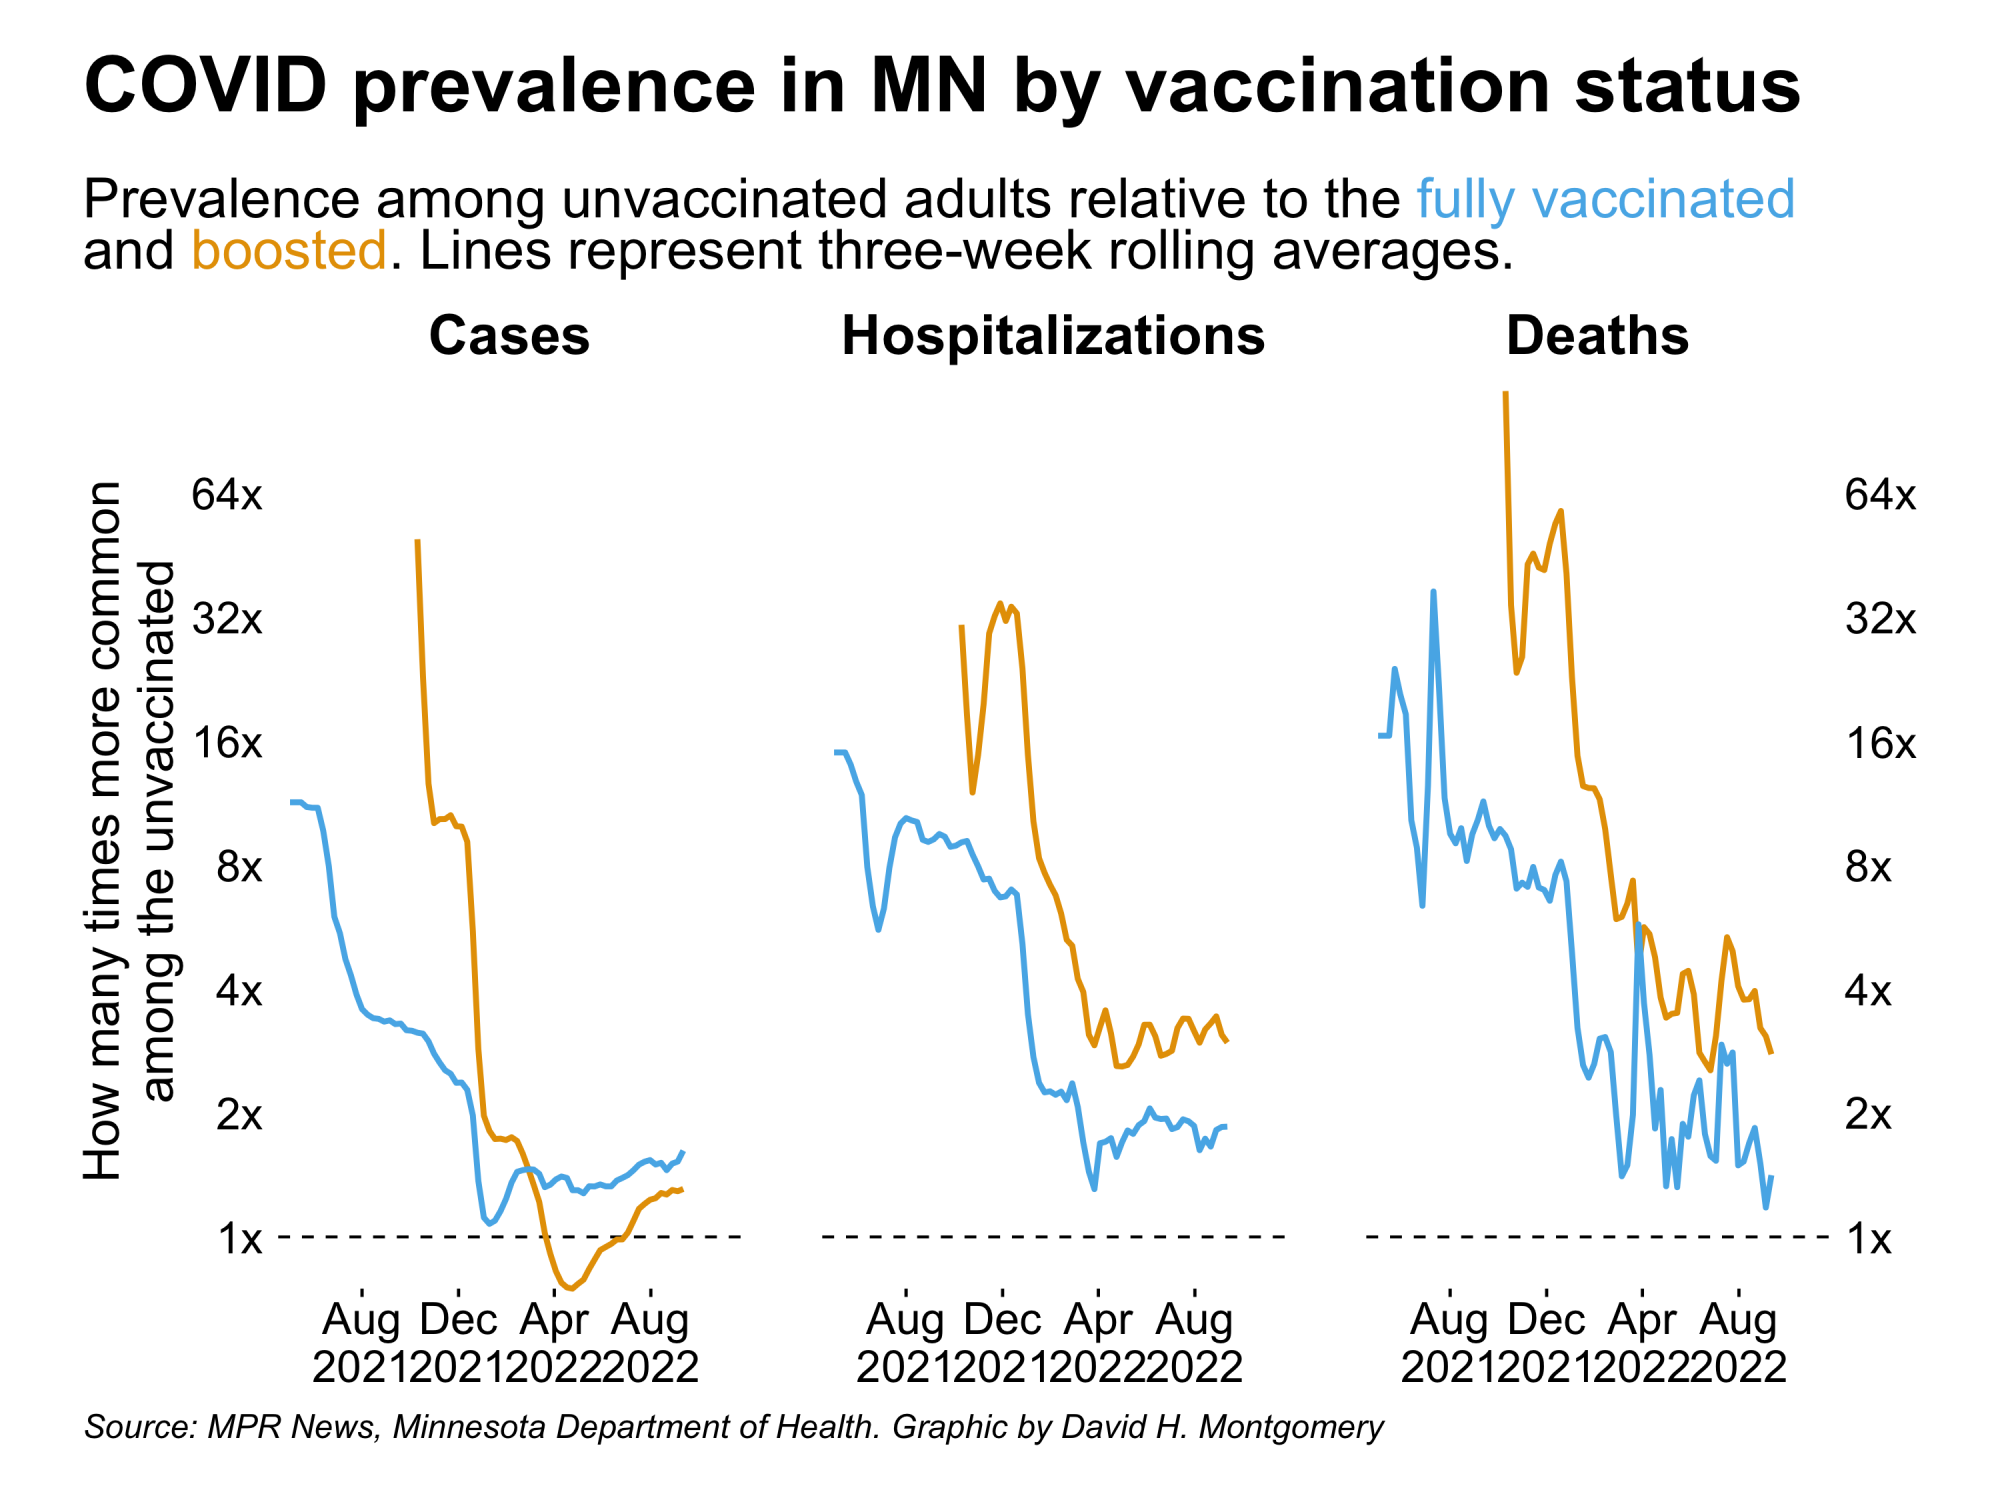 COVID prevalence in MN by vaccination status
Prevalence among unvaccinated adults relative to the fully vaccinated
and boosted. Lines represent three-week rolling averages.
Cases
Hospitalizations
Deaths
How many times more common
among the unvaccinated
64x
32x
16x
8x
4x
2x
1x
64x
32x
16x
8x
4x
2x
1x
Aug Dec Apr Aug
2021 2021 2022 2022
Aug Dec Apr Aug
2021 2021 2022 2022
Aug Dec Apr Aug
2021 2021 2022 2022
Source: MPR News, Minnesota Department of Health. Graphic by David H. Montgomery